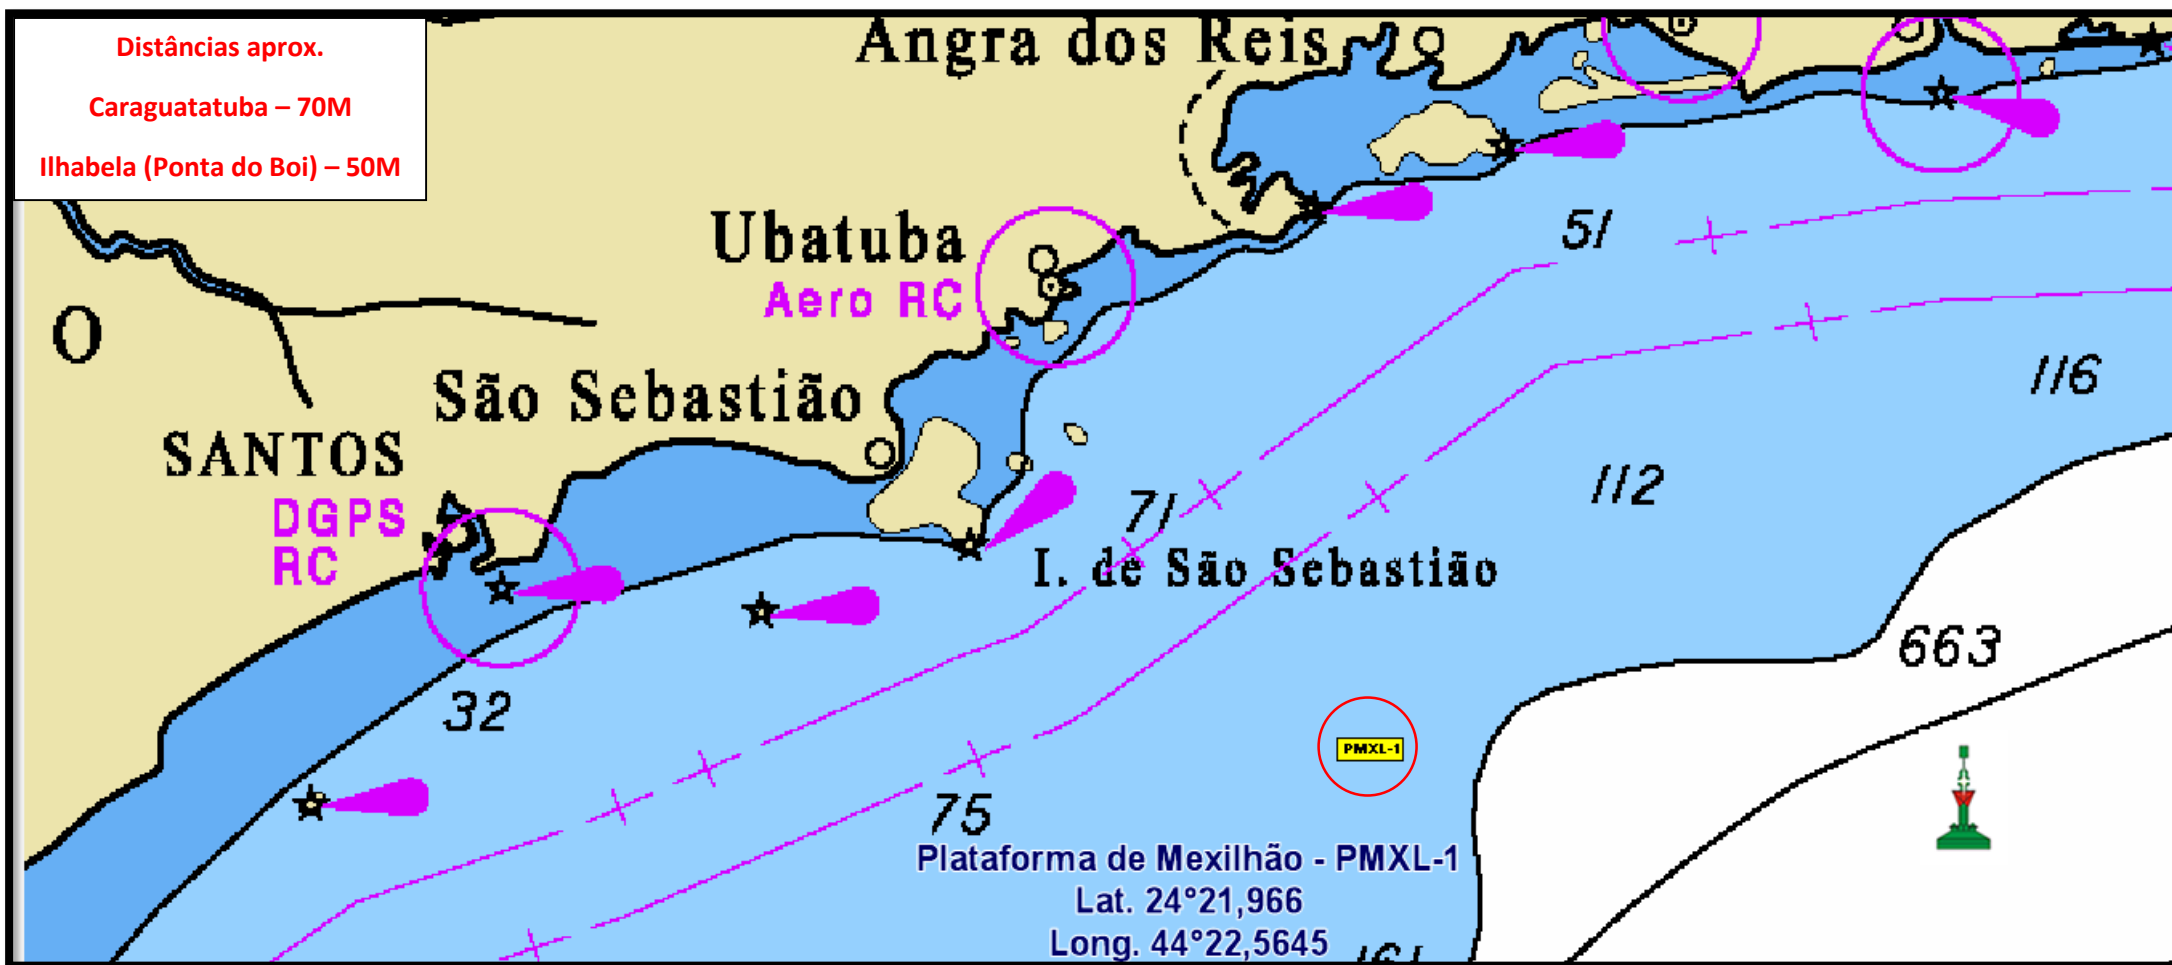 Distâncias aprox.
Caraguatatuba – 70M
Ilhabela (Ponta do Boi) – 50M
Angra dos Reis
Ubatuba
Aero RC
51
O
116
São Sebastião
SANTOS
DGPS
RC
71
112
I. de São Sebastião
663
32
PMXL-1
75
Plataforma de Mexilhão - PMXL-1
Lat. 24°21,966
Long. 44°22,5645
161